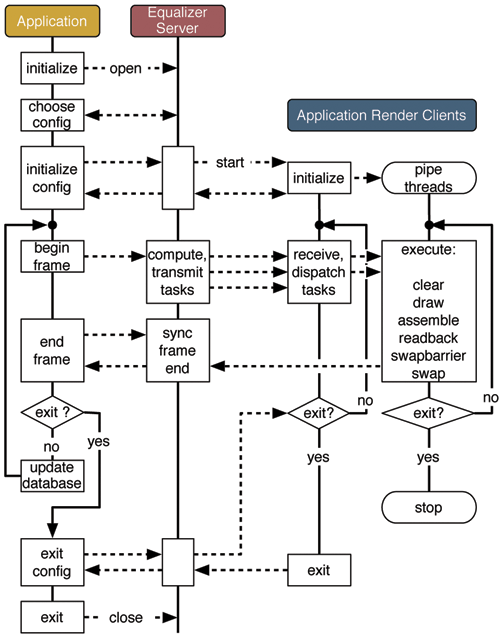 Application
Equalizer
Server
initialize
open
choose
config
Application Render Clients
initialize
config
start
initialize
pipe
threads
begin
frame
compute,
transmit
tasks
receive,
dispatch
tasks
execute:
clear
draw
assemble
readback
swapbarrier
swap
end
frame
sync
frame
end
exit ?
no
yes
update
database
exit?
no
yes
exit?
no
yes
stop
exit
config
exit
exit
close